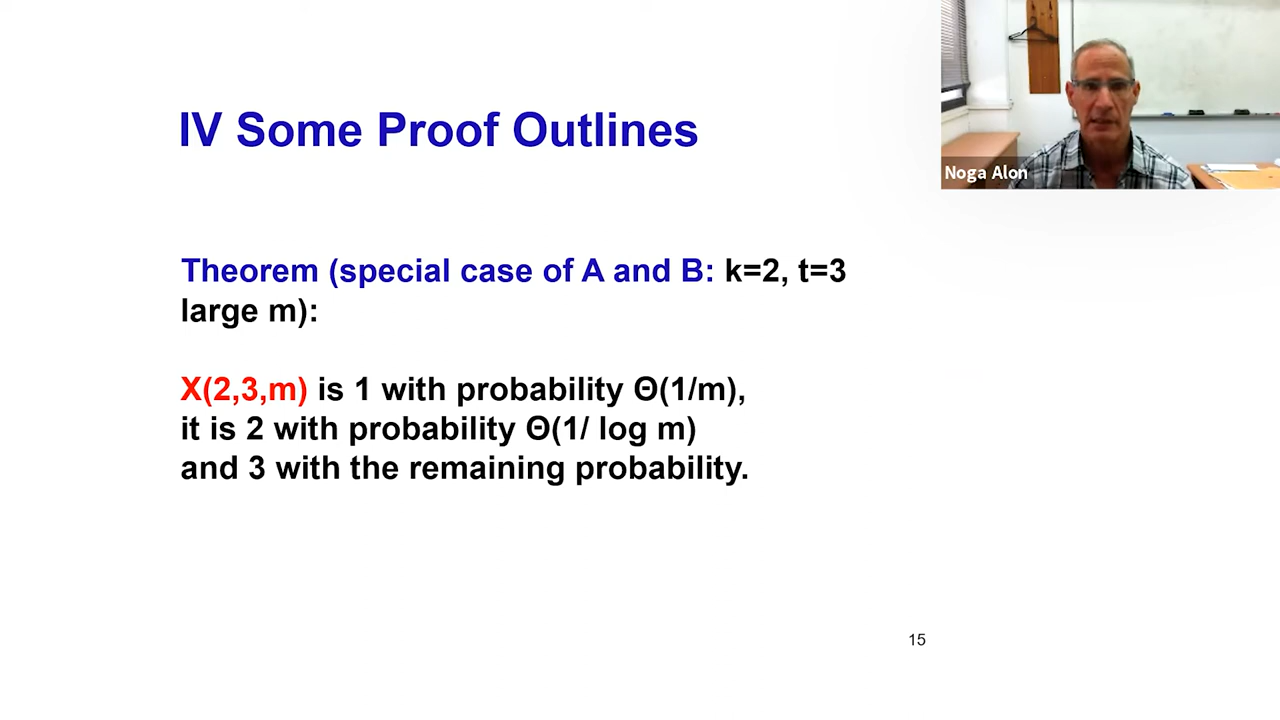 IV Some Proof Outlines
Noga Alon
Theorem (special case of A and B: k=2, t=3
large m):
X(2,3,m) is 1 with probability Θ(1/m),
it is 2 with probability Θ(1/ log m)
and 3 with the remaining probability.
15